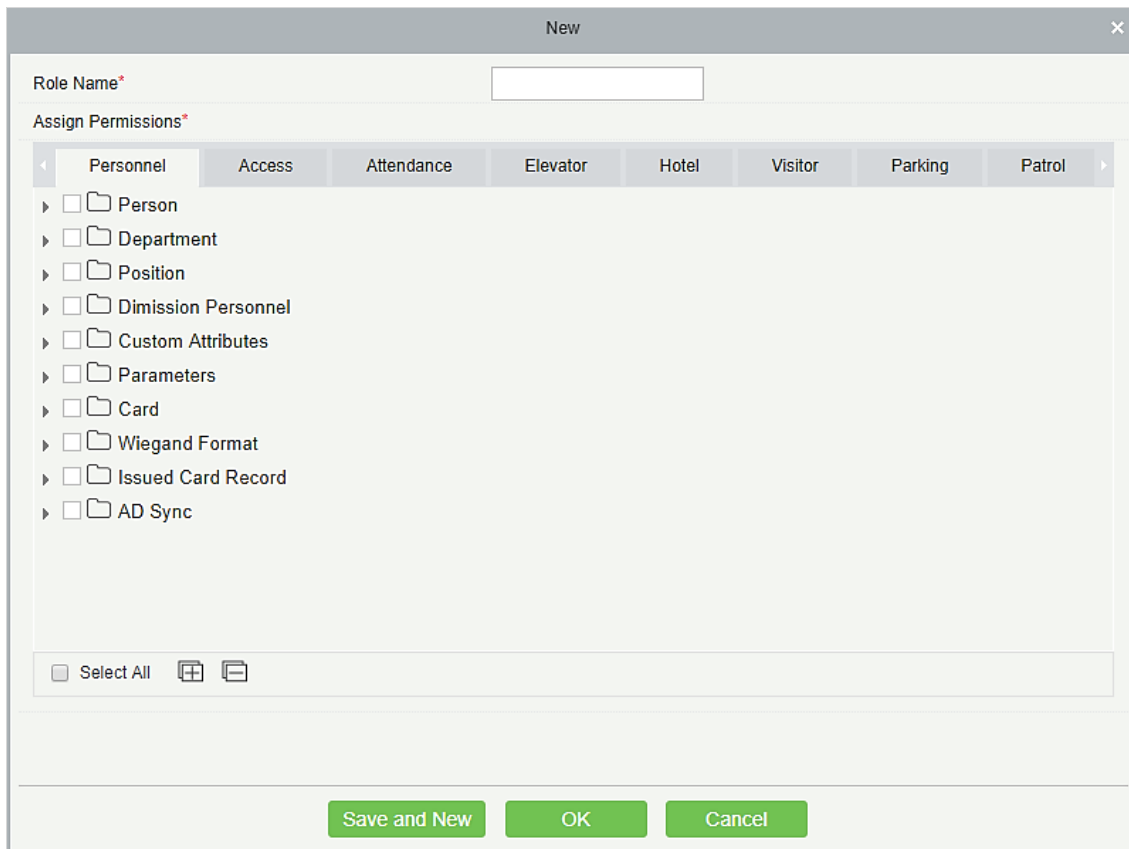 New
Role Name*
Assign Permissions*
Personnel Access Attendance Elevator Hotel Visitor Parking Patrol
Person
Department
Position
Dimission Personnel
Custom Attributes
Parameters
Card
Wiegand Format
Issued Card Record
AD Sync
Select All
Save and New OK Cancel